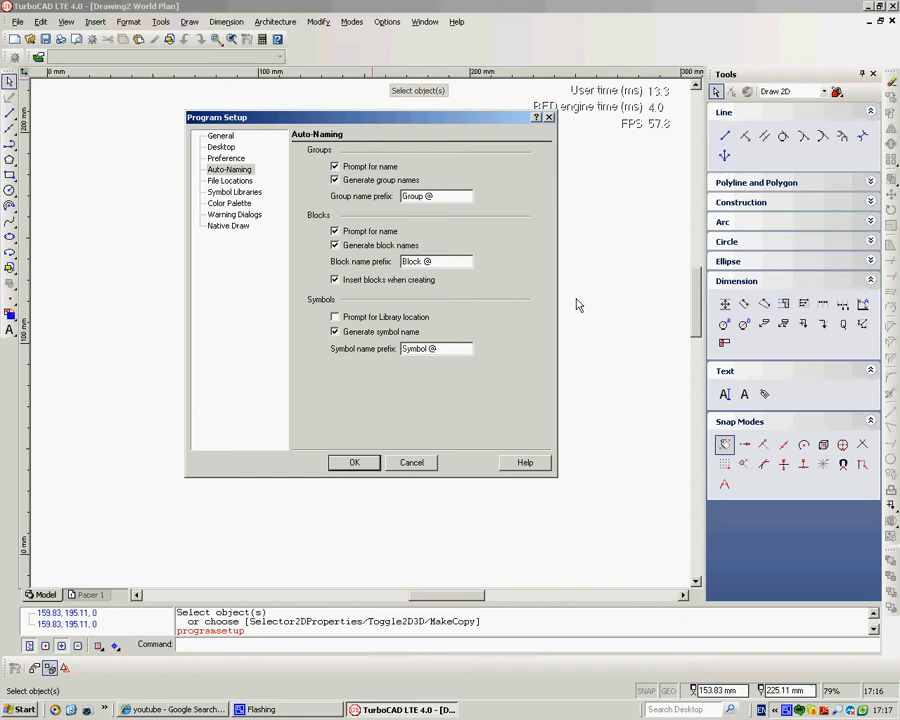 TurboCAD LTE 4.0 - [Drawing2 World Plan]
File Edit View Insert Format Tools Draw Dimension Architecture Modify Modes Options Window Help
0 mm 100 mm 200 mm 300 mm
Select object(s)
User time (ms) 13.3
RED engine time (ms) 4.0
FPS 57.8
200 mm
100 mm
0 mm
Program Setup
General
Desktop
Preference
Auto-Naming
File Locations
Symbol Libraries
Color Palette
Warning Dialogs
Native Draw
Auto-Naming
Groups
Prompt for name
Generate group names
Group name prefix: Group @
Blocks
Prompt for name
Generate block names
Block name prefix: Block @
Insert blocks when creating
Symbols
Prompt for Library location
Generate symbol name
Symbol name prefix: Symbol @
OK Cancel Help
Tools
Draw 2D
Line
Polyline and Polygon
Construction
Arc
Circle
Ellipse
Dimension
Text
Snap Modes
Model Paper 1
159.83, 195.11, 0
159.83, 195.11, 0
Select object(s)
or choose [Selector2DProperties/Toggle2D3D/MakeCopy]
programsetup
Command:
Select object(s)
SNAP GEO X 153.83 mm Y 225.11 mm 79% 17:16
Start youtube - Google Search... Flashing TurboCAD LTE 4.0 - [D... Search Desktop EN 17:17